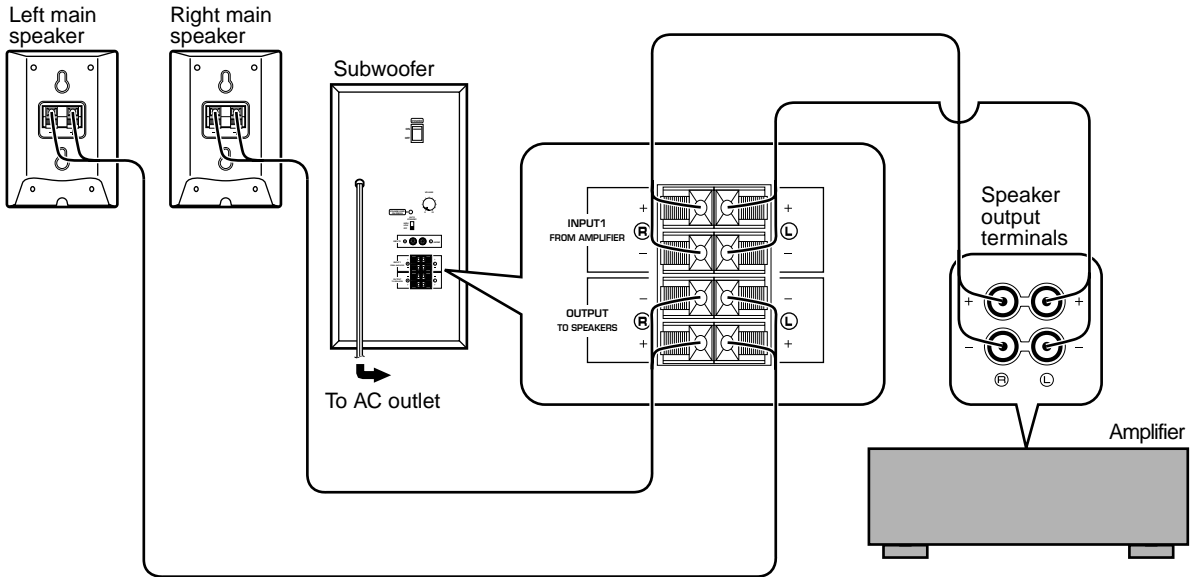 Left main
speaker
Right main
speaker
Subwoofer
To AC outlet
+
INPUT1
FROM AMPLIFIER
R
−
+
L
−
−
OUTPUT
TO SPEAKERS
R
+
−
L
+
Speaker
output
terminals
+
+
−
−
R
L
Amplifier